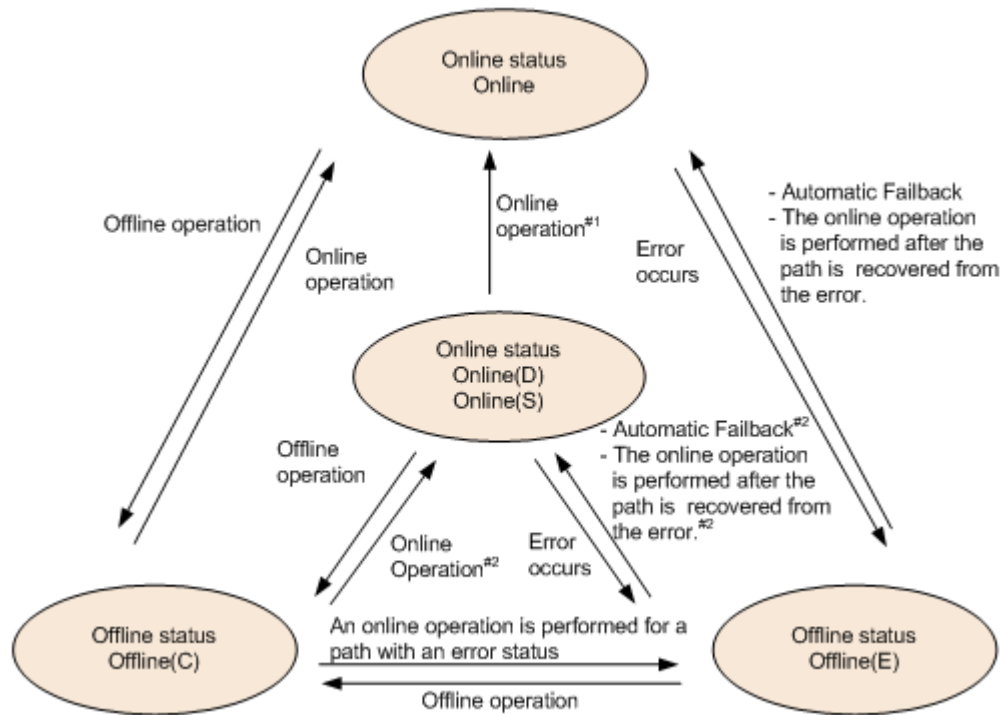 Online status
Online
Offline operation
Online
operation
Online
operation#1
Error
occurs
- Automatic Failback
- The online operation
is performed after the
path is recovered from
the error.
Online status
Online(D)
Online(S)
Offline
operation
Online
Operation#2
Error
occurs
- Automatic Failback#2
- The online operation
is performed after the
path is recovered from
the error.#2
Offline status
Offline(C)
An online operation is performed for a
path with an error status
Offline operation
Offline status
Offline(E)